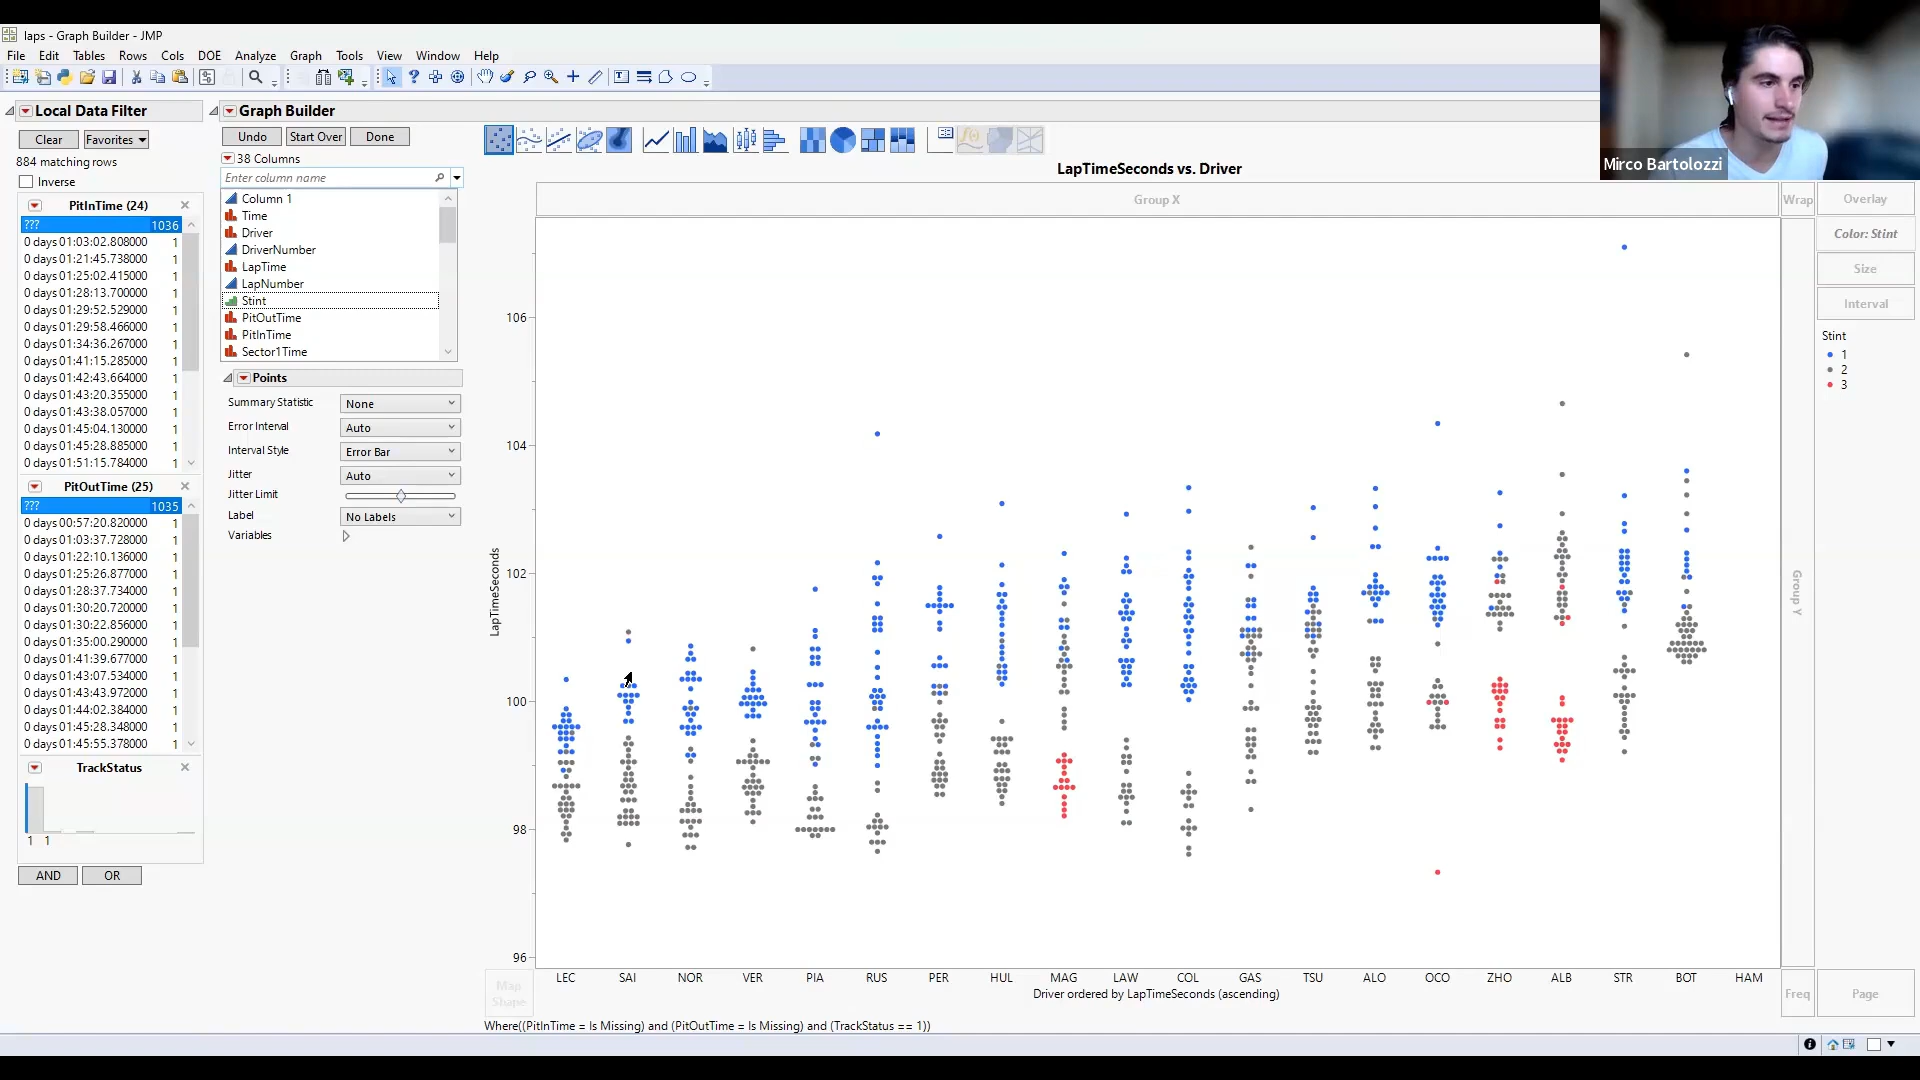 laps - Graph Builder - JMP
File Edit Tables Rows Cols DOE Analyze Graph Tools View Window Help
Mirco Bartolozzi
Local Data Filter
Clear Favorites
884 matching rows
Inverse
PitInTime (24)
??? 1036
0 days 01:03:02.808000 1
0 days 01:21:45.738000 1
0 days 01:25:02.415000 1
0 days 01:28:13.700000 1
0 days 01:29:52.529000 1
0 days 01:29:58.466000 1
0 days 01:34:36.267000 1
0 days 01:41:15.285000 1
0 days 01:42:43.664000 1
0 days 01:43:20.355000 1
0 days 01:43:38.057000 1
0 days 01:45:04.130000 1
0 days 01:45:28.885000 1
0 days 01:51:15.784000 1
PitOutTime (25)
??? 1035
0 days 00:57:20.820000 1
0 days 01:03:37.728000 1
0 days 01:22:10.136000 1
0 days 01:25:26.877000 1
0 days 01:28:37.734000 1
0 days 01:30:20.720000 1
0 days 01:30:22.856000 1
0 days 01:35:00.290000 1
0 days 01:41:39.677000 1
0 days 01:43:07.534000 1
0 days 01:43:43.972000 1
0 days 01:44:02.384000 1
0 days 01:45:28.348000 1
0 days 01:45:55.378000 1
TrackStatus
1 1
AND OR
Graph Builder
Undo Start Over Done
38 Columns
Enter column name
Column 1
Time
Driver
DriverNumber
LapTime
LapNumber
Stint
PitOutTime
PitInTime
Sector1Time
Points
Summary Statistic None
Error Interval Auto
Interval Style Error Bar
Jitter Auto
Jitter Limit
Label No Labels
Variables
LapTimeSeconds vs. Driver
Group X
Wrap
Overlay
Color: Stint
Size
Interval
Stint
1
2
3
Group Y
LapTimeSeconds
106
104
102
100
98
96
LEC SAI NOR VER PIA RUS PER HUL MAG LAW COL GAS TSU ALO OCO ZHO ALB STR BOT HAM
Driver ordered by LapTimeSeconds (ascending)
Map
Shape
Freq
Page
Where((PitInTime = Is Missing) and (PitOutTime = Is Missing) and (TrackStatus == 1))